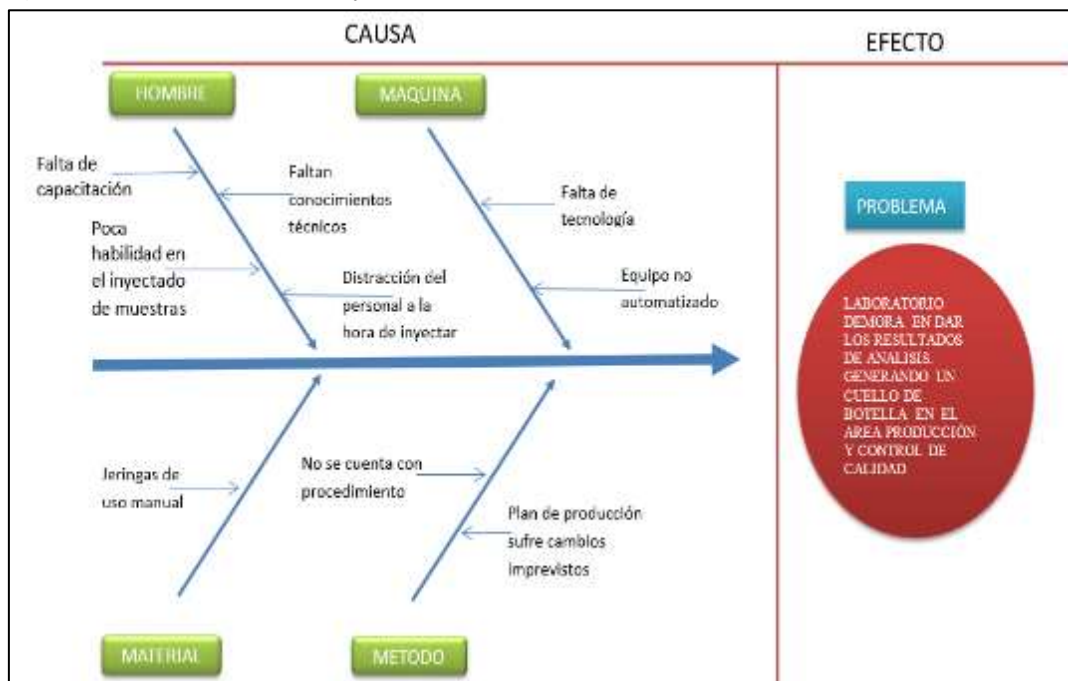 CAUSA
EFECTO
HOMBRE
MAQUINA
Falta de
capacitación
Faltan
conocimientos
técnicos
Poca
habilidad en
el inyectado
de muestras
Distracción del
personal a la
hora de inyectar
Falta de
tecnología
Equipo no
automatizado
PROBLEMA
LABORATORIO
DEMORA EN DAR
LOS RESULTADOS
DE ANALISIS.
GENERANDO UN
CUELLO DE
BOTELLA EN EL
AREA PRODUCCIÓN
Y CONTROL DE
CALIDAD
Jeringas de
uso manual
No se cuenta con
procedimiento
Plan de producción
sufre cambios
imprevistos
MATERIAL
METODO